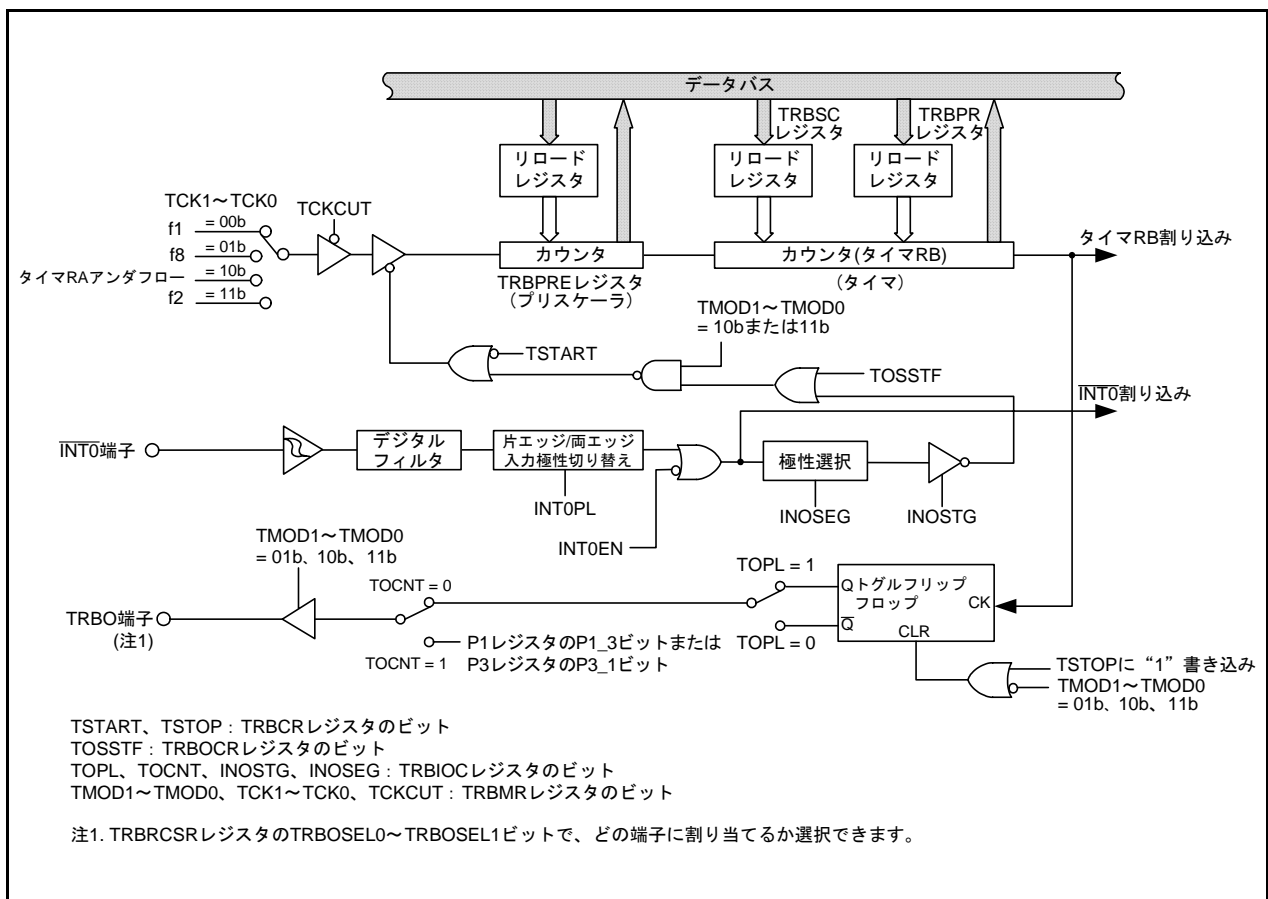 データバス
TRBSC
レジスタ
TRBPR
レジスタ
リロード
レジスタ
リロード
レジスタ
リロード
レジスタ
TCK1～TCK0
TCKCUT
f1
= 00b
f8
= 01b
タイマRAアンダフロー
= 10b
f2
= 11b
カウンタ
カウンタ(タイマRB)
タイマRB割り込み
TRBPREレジスタ
(プリスケーラ)
(タイマ)
TMOD1～TMOD0
= 10bまたは11b
TSTART
TOSSTF
INT0割り込み
INT0端子
デジタル
フィルタ
片エッジ/両エッジ
入力極性切り替え
極性選択
INT0PL
INOSEG
INOSTG
INT0EN
TMOD1～TMOD0
= 01b、10b、11b
TOCNT = 0
TOPL = 1
Qトグルフリップ
フロップ
CK
TRBO端子
(注1)
Q
CLR
TOPL = 0
P1レジスタのP1_3ビットまたは
TOCNT = 1 P3レジスタのP3_1ビット
TSTOPに“1”書き込み
TMOD1～TMOD0
= 01b、10b、11b
TSTART、TSTOP : TRBCRレジスタのビット
TOSSTF : TRBOCRレジスタのビット
TOPL、TOCNT、INOSTG、INOSEG : TRBIOCレジスタのビット
TMOD1～TMOD0、TCK1～TCK0、TCKCUT : TRBMRレジスタのビット
注1. TRBRCSRレジスタのTRBOSEL0～TRBOSEL1ビットで、どの端子に割り当てるか選択できます。